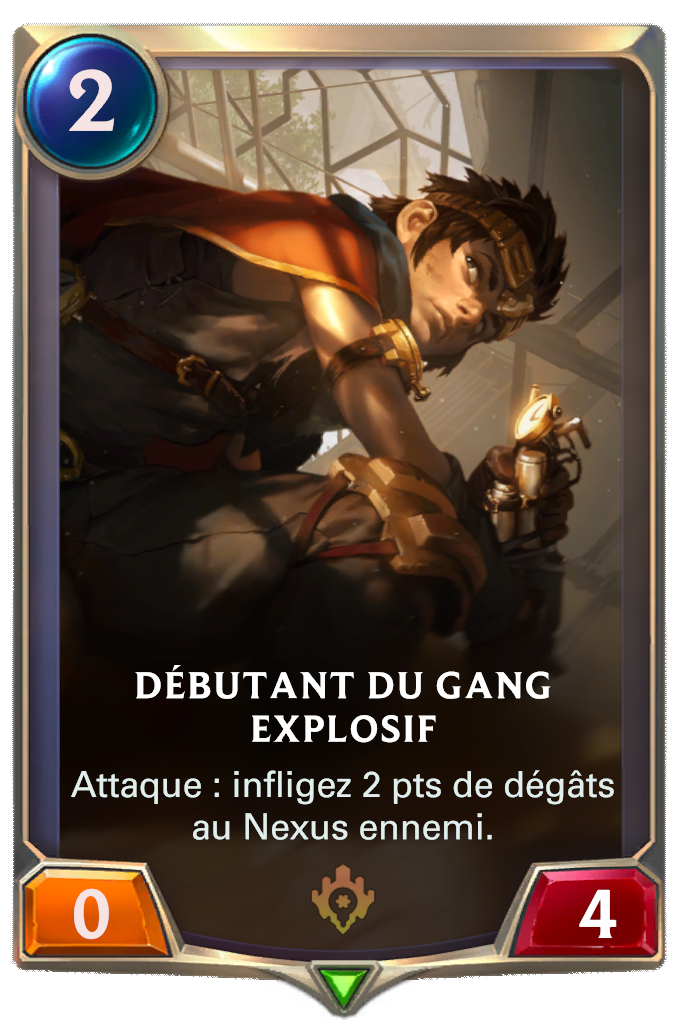 2
DÉBUTANT DU GANG
EXPLOSIF
Attaque : infligez 2 pts de dégâts
au Nexus ennemi.
0
4